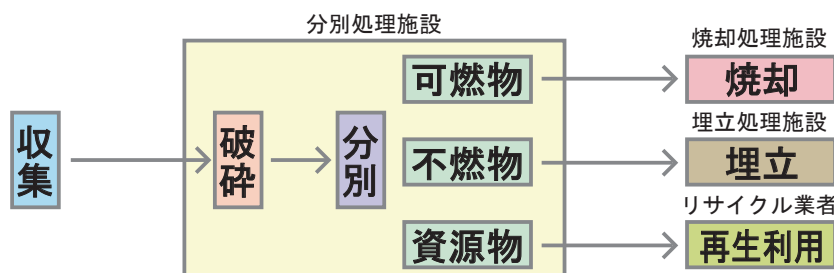 分別処理施設
収集
破砕
分別
可燃物
不燃物
資源物
焼却処理施設
焼却
埋立処理施設
埋立
リサイクル業者
再生利用